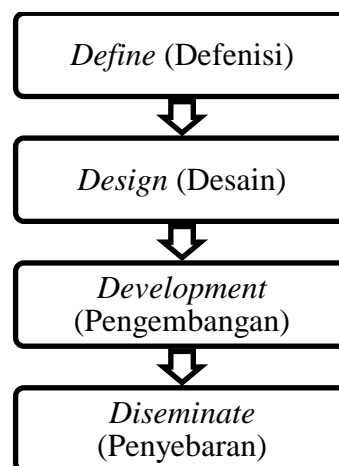 Define (Defenisi)
Design (Desain)
Development
(Pengembangan)
Diseminate
(Penyebaran)